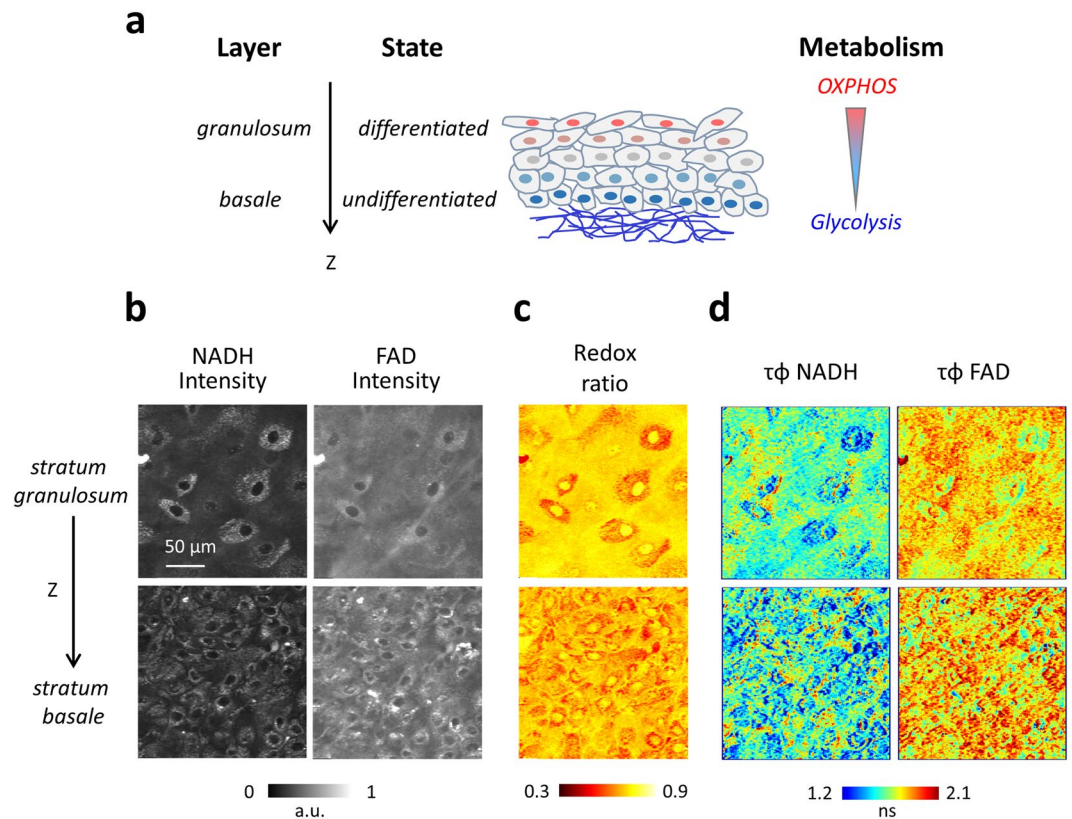 a
Layer
State
Metabolism
OXPHOS
granulosum
differentiated
basale
undifferentiated
Glycolysis
Z
b
c
d
NADH
Intensity
FAD
Intensity
Redox
ratio
τϕ NADH
τϕ FAD
stratum
granulosum
50 µm
Z
stratum
basale
0
1
a.u.
0.3
0.9
1.2
2.1
ns